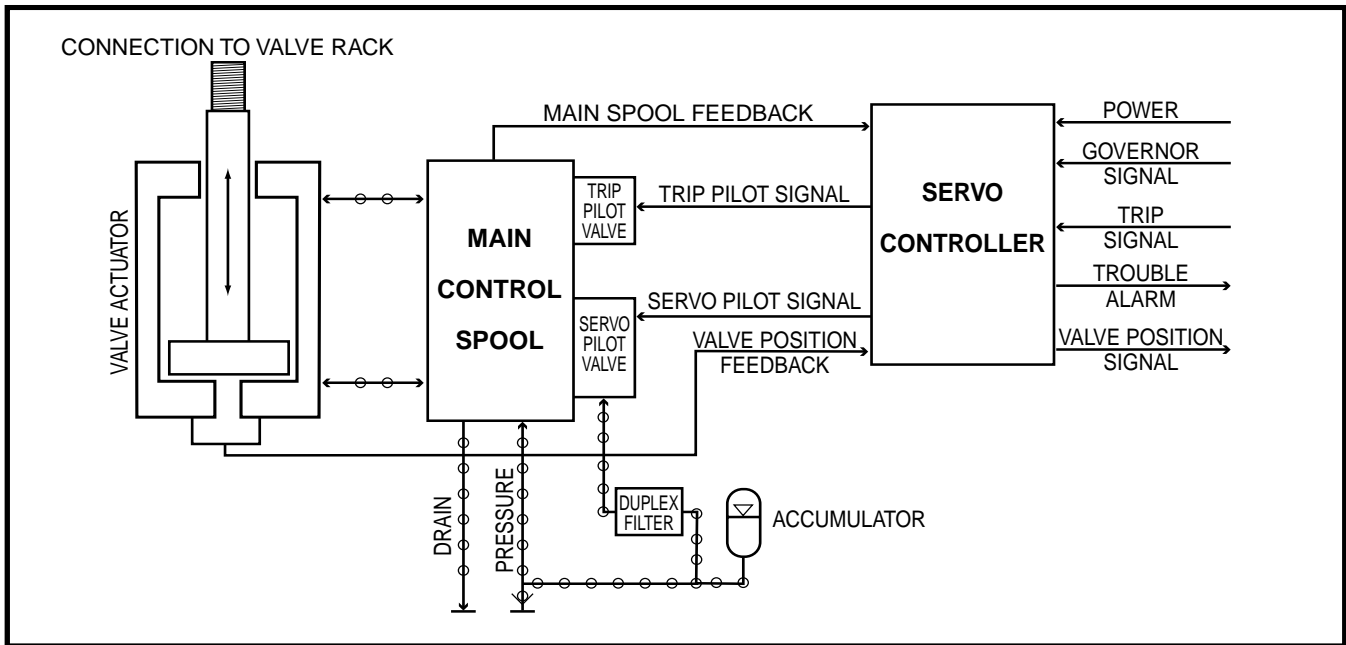 CONNECTION TO VALVE RACK
VALVE ACTUATOR
MAIN SPOOL FEEDBACK
MAIN
CONTROL
SPOOL
TRIP
PILOT
VALVE
TRIP PILOT SIGNAL
SERVO
PILOT
VALVE
SERVO PILOT SIGNAL
VALVE POSITION
FEEDBACK
SERVO
CONTROLLER
POWER
GOVERNOR
SIGNAL
TRIP
SIGNAL
TROUBLE
ALARM
VALVE POSITION
SIGNAL
DRAIN
PRESSURE
DUPLEX
FILTER
ACCUMULATOR